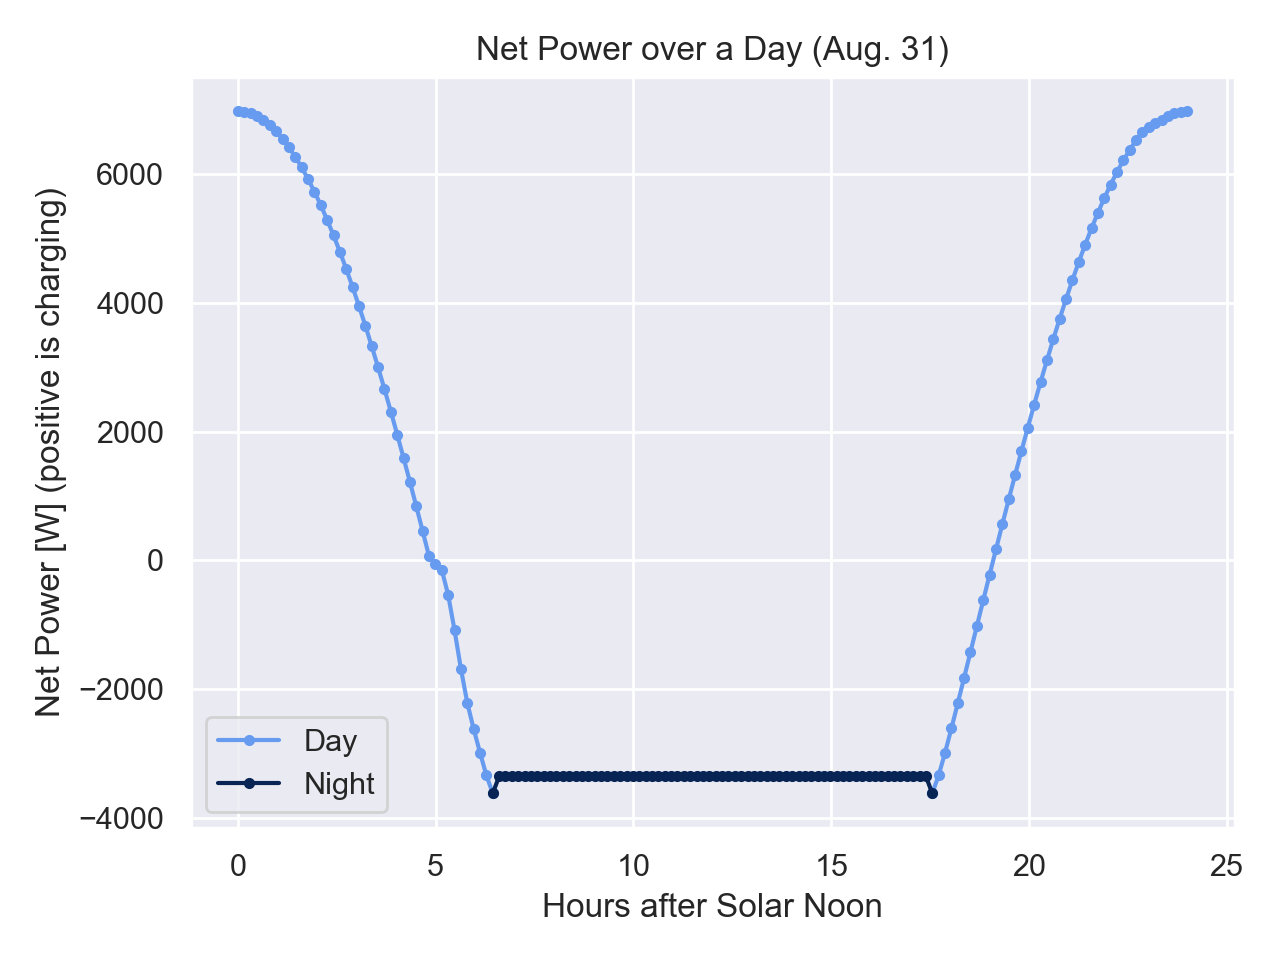 Net Power over a Day (Aug. 31)
Net Power [W] (positive is charging)
6000
4000
2000
0
−2000
−4000
Day
Night
0 5 10 15 20 25
Hours after Solar Noon